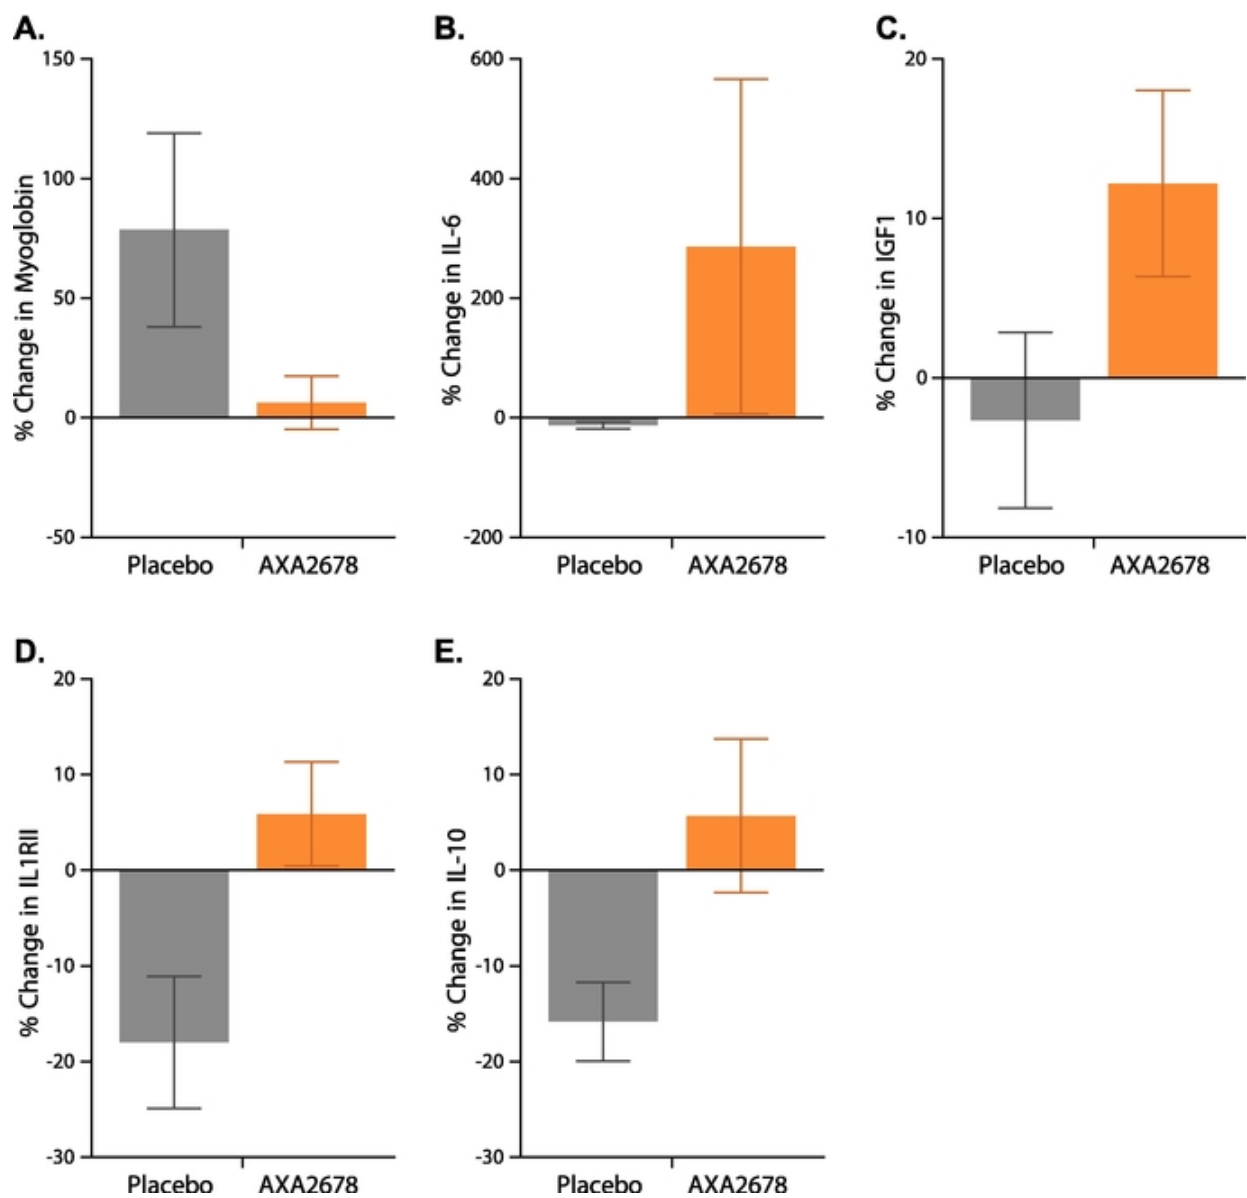 A.
% Change in Myoglobin
150
100
50
0
-50
Placebo AXA2678
B.
% Change in IL-6
600
400
200
0
-200
Placebo AXA2678
C.
% Change in IGF1
20
10
0
-10
Placebo AXA2678
D.
% Change in IL1RII
20
10
0
-10
-20
-30
Placebo AXA2678
E.
% Change in IL-10
20
10
0
-10
-20
-30
Placebo AXA2678